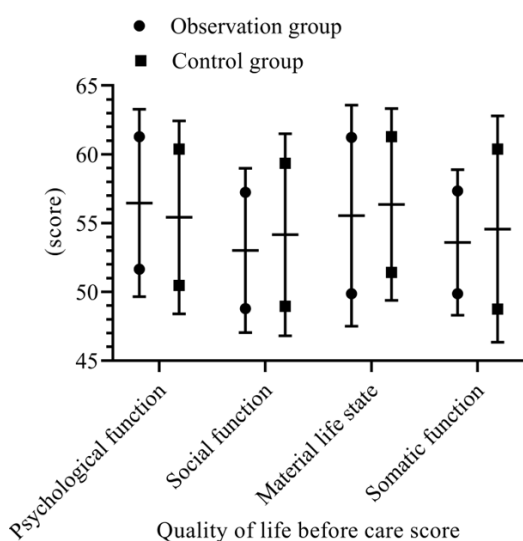 Observation group
Control group
65
60
55
50
45
(score)
Psychological function
Social function
Material life state
Somatic function
Quality of life before care score